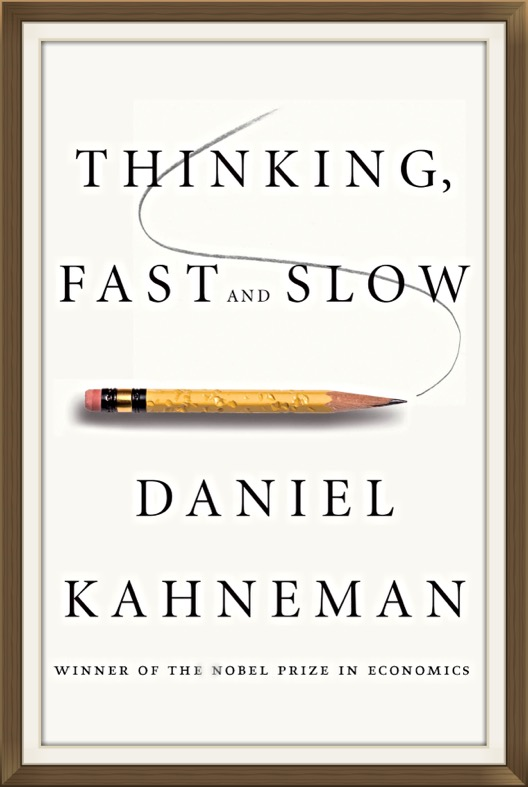 THINKING,
FAST AND SLOW
DANIEL
KAHNEMAN
WINNER OF THE NOBEL PRIZE IN ECONOMICS